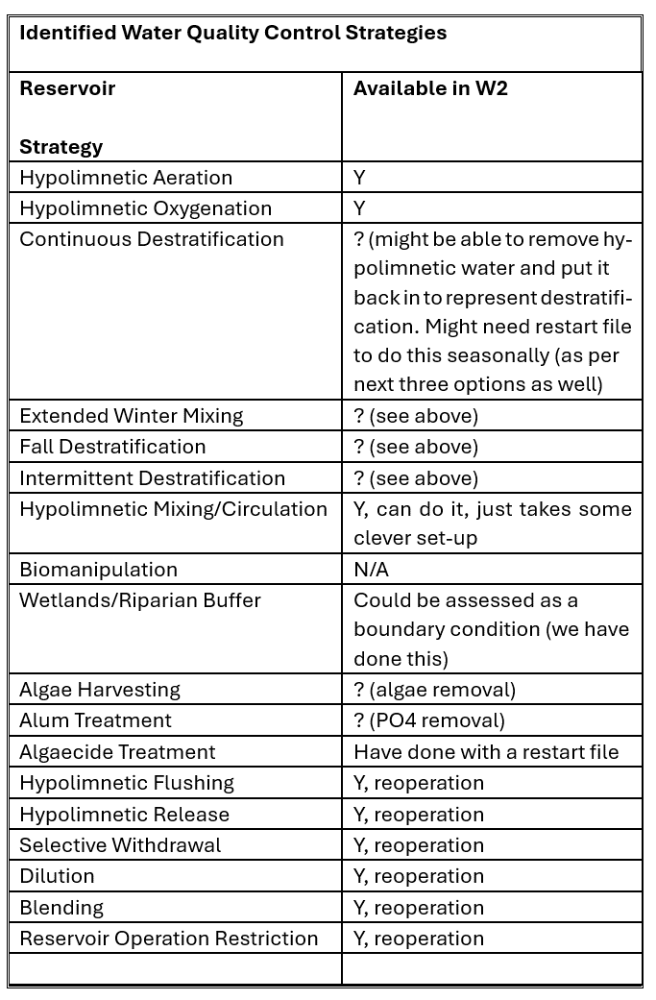 Identified Water Quality Control Strategies
Reservoir
Available in W2
Strategy
Hypolimnetic Aeration
Y
Hypolimnetic Oxygenation
Y
Continuous Destratification
? (might be able to remove hy-
polimnetic water and put it
back in to represent destratifi-
cation. Might need restart file
to do this seasonally (as per
next three options as well)
Extended Winter Mixing
? (see above)
Fall Destratification
? (see above)
Intermittent Destratification
? (see above)
Hypolimnetic Mixing/Circulation
Y, can do it, just takes some
clever set-up
Biomanipulation
N/A
Wetlands/Riparian Buffer
Could be assessed as a
boundary condition (we have
done this)
Algae Harvesting
? (algae removal)
Alum Treatment
? (PO4 removal)
Algaecide Treatment
Have done with a restart file
Hypolimnetic Flushing
Y, reoperation
Hypolimnetic Release
Y, reoperation
Selective Withdrawal
Y, reoperation
Dilution
Y, reoperation
Blending
Y, reoperation
Reservoir Operation Restriction
Y, reoperation